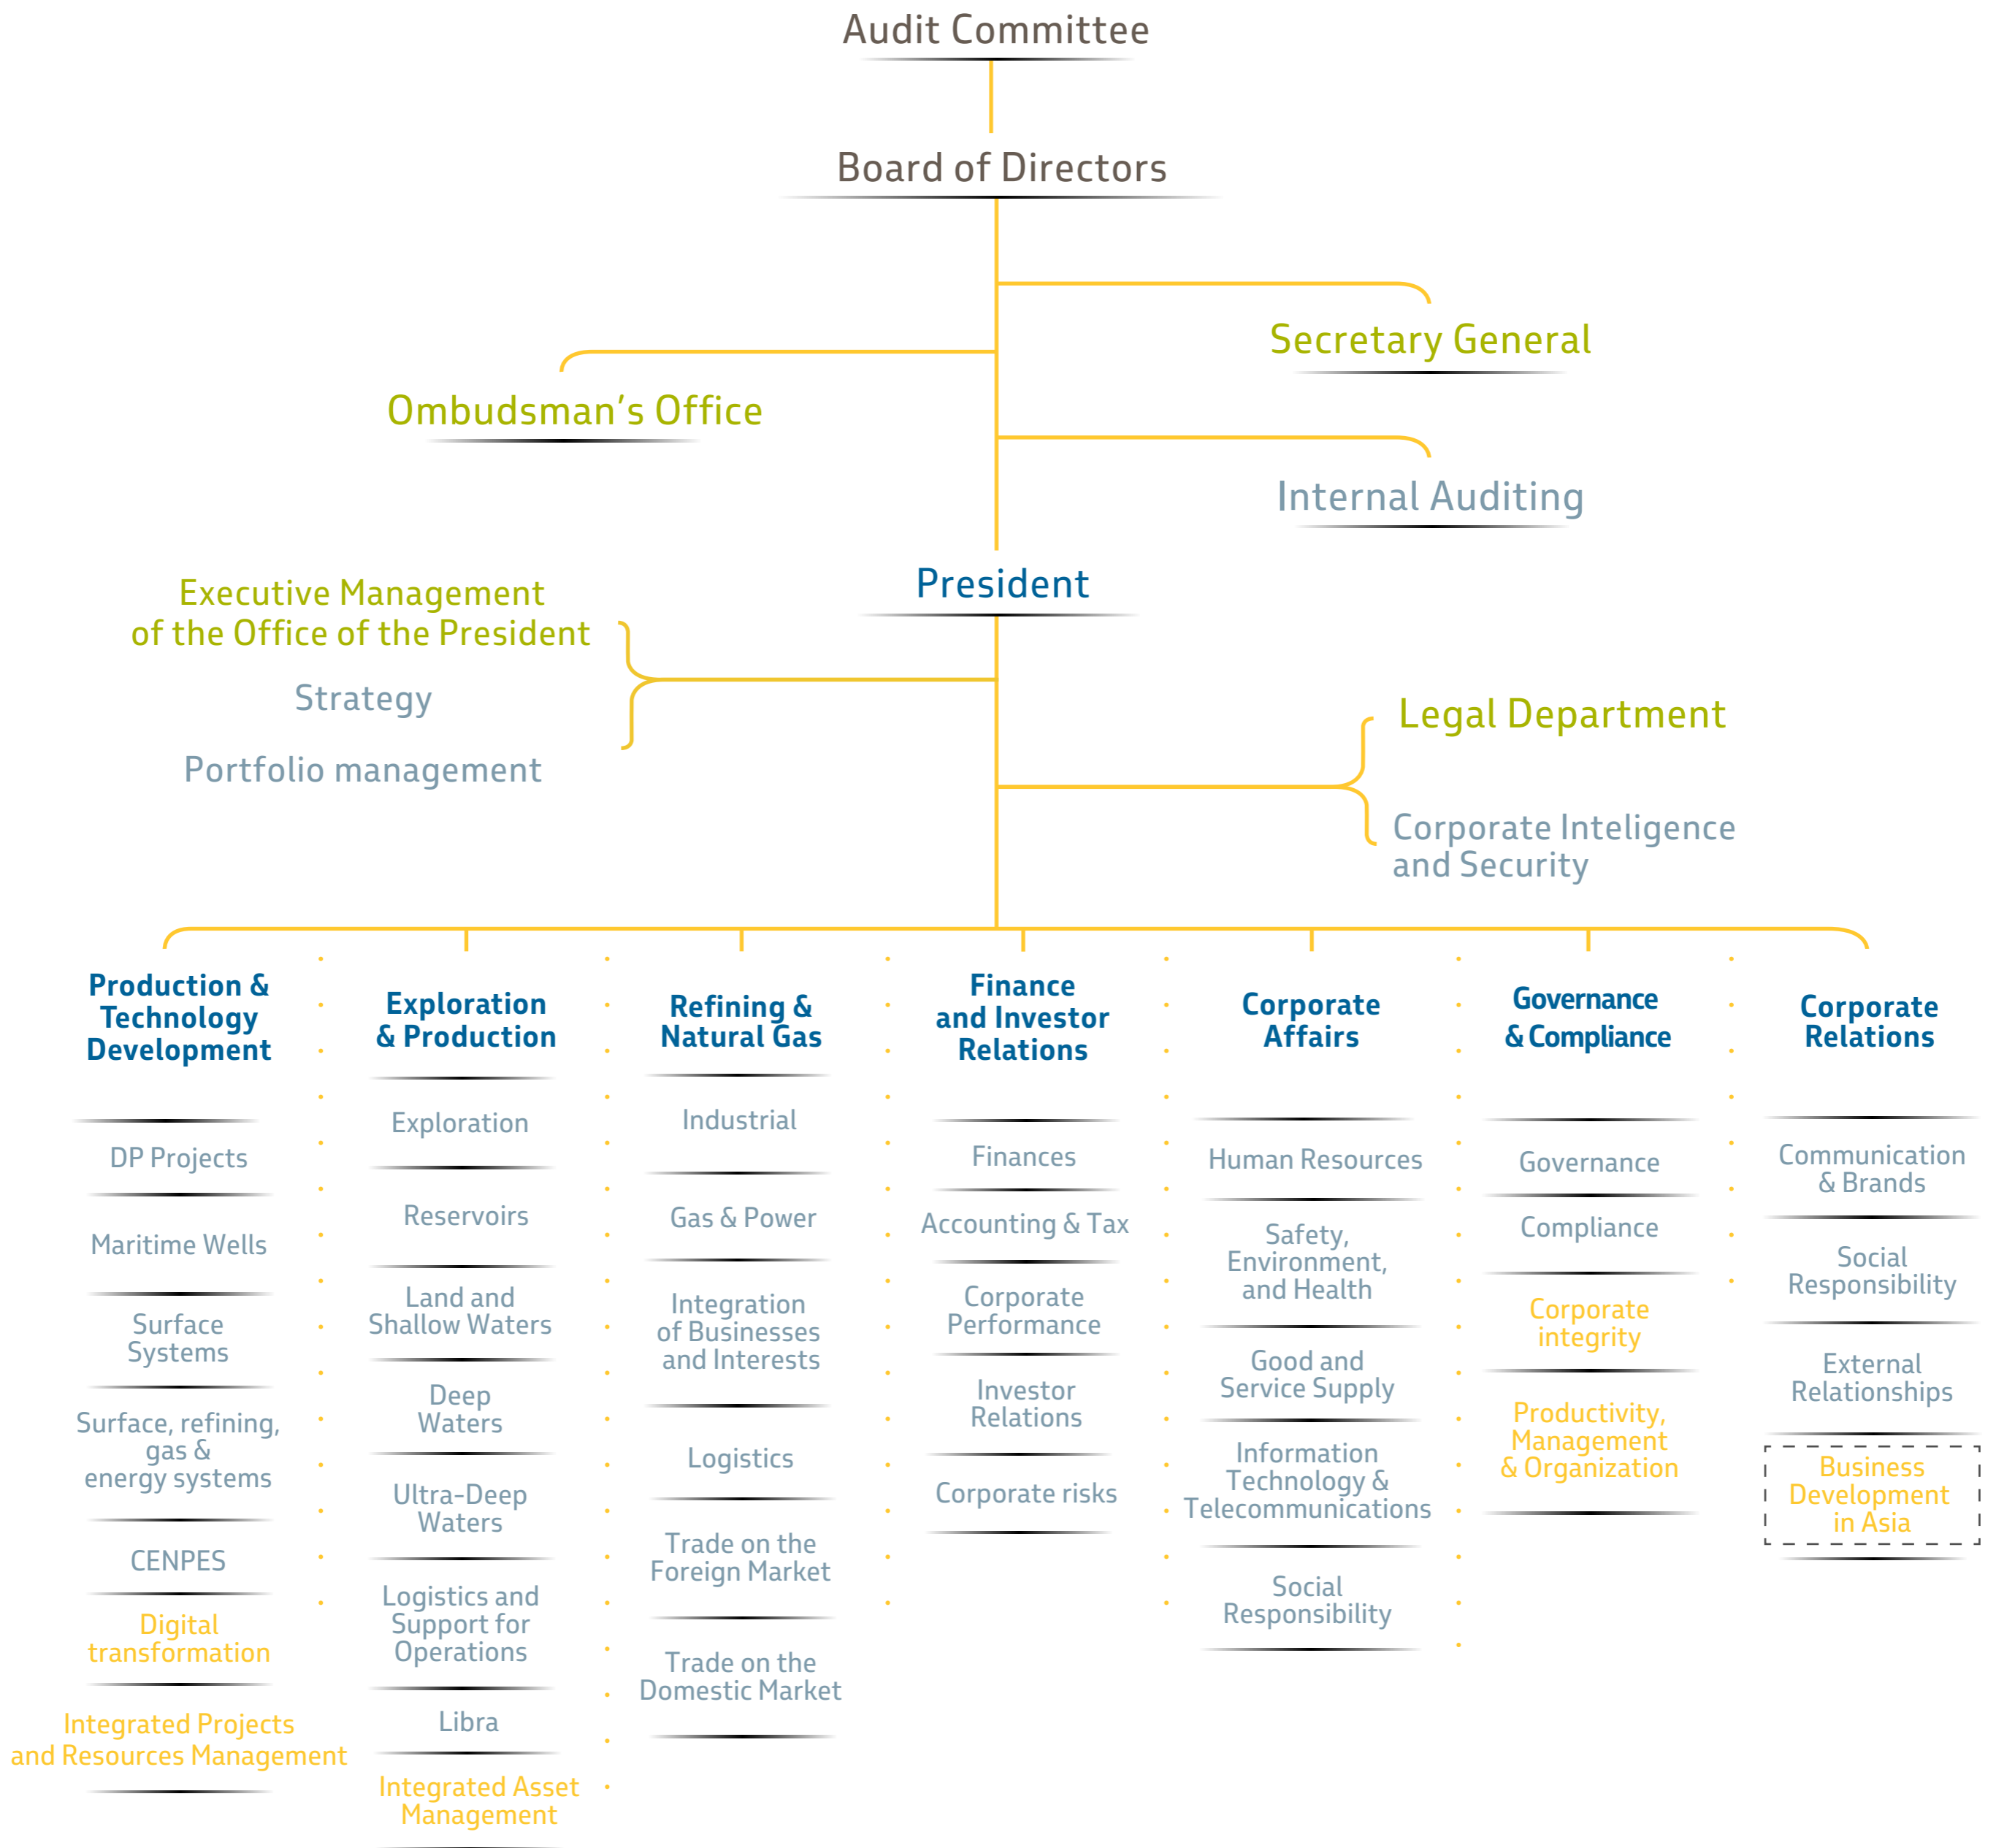 Audit Committee
Board of Directors
Secretary General
Ombudsman’s Office
Internal Auditing
President
Executive Management
of the Office of the President
Strategy
Portfolio management
Legal Department
Corporate Inteligence
and Security
Production &
Technology
Development
DP Projects
Maritime Wells
Surface
Systems
Surface, refining,
gas &
energy systems
CENPES
Digital
transformation
Integrated Projects
and Resources Management
Exploration
& Production
Exploration
Reservoirs
Land and
Shallow Waters
Deep
Waters
Ultra-Deep
Waters
Logistics and
Support for
Operations
Libra
Integrated Asset
Management
Refining &
Natural Gas
Industrial
Gas & Power
Integration
of Businesses
and Interests
Logistics
Trade on the
Foreign Market
Trade on the
Domestic Market
Finance
and Investor
Relations
Finances
Accounting & Tax
Corporate
Performance
Investor
Relations
Corporate risks
Corporate
Affairs
Human Resources
Safety,
Environment,
and Health
Good and
Service Supply
Information
Technology &
Telecommunications
Social
Responsibility
Governance
& Compliance
Governance
Compliance
Corporate
integrity
Productivity,
Management
& Organization
Corporate
Relations
Communication
& Brands
Social
Responsibility
External
Relationships
Business
Development
in Asia